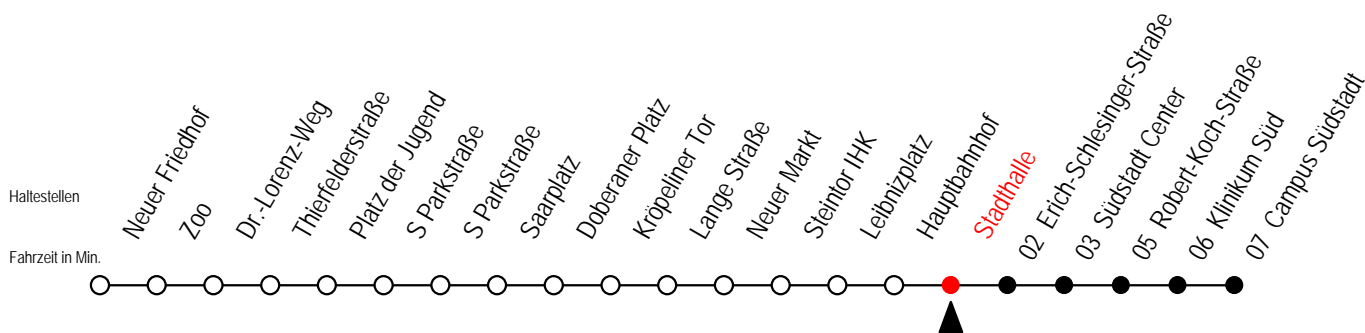 Haltestellen
Fahrzeit in Min.
Neuer Friedhof
Zoo
Dr.-Lorenz-Weg
Thierfelderstraße
Platz der Jugend
S Parkstraße
S Parkstraße
Saarplatz
Doberaner Platz
Kröpeliner Tor
Lange Straße
Neuer Markt
Steintor IHK
Leibnizplatz
Hauptbahnhof
Stadthalle
02 Erich-Schlesinger-Straße
03 Südstadt Center
05 Robert-Koch-Straße
06 Klinikum Süd
07 Campus Südstadt